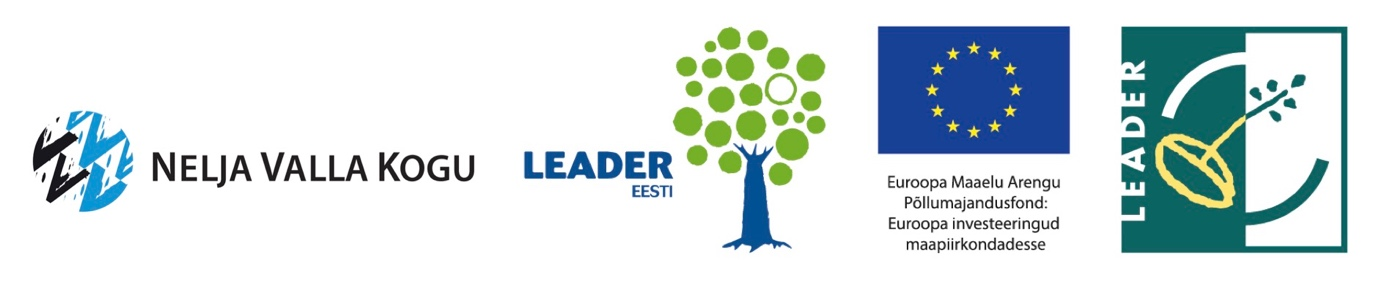 NELJA VALLA KOGU
LEADER
EESTI
Euroopa Maaelu Arengu
Põllumajandusfond:
Euroopa investeeringud
maapiirkondadesse
LEADER